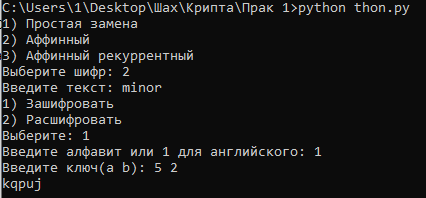 C:\Users\1\Desktop\Шах\Крипта\Прак 1>python thon.py
1) Простая замена
2) Аффинный
3) Аффинный рекуррентный
Выберите шифр: 2
Введите текст: minor
1) Зашифровать
2) Расшифровать
Выберите: 1
Введите алфавит или 1 для английского: 1
Введите ключ(a b): 5 2
kqpuj